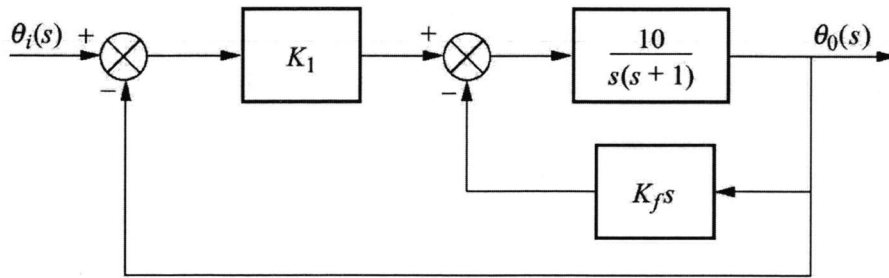 θi(s)
+
−
K1
+
−
10
s(s + 1)
θ0(s)
Kfs